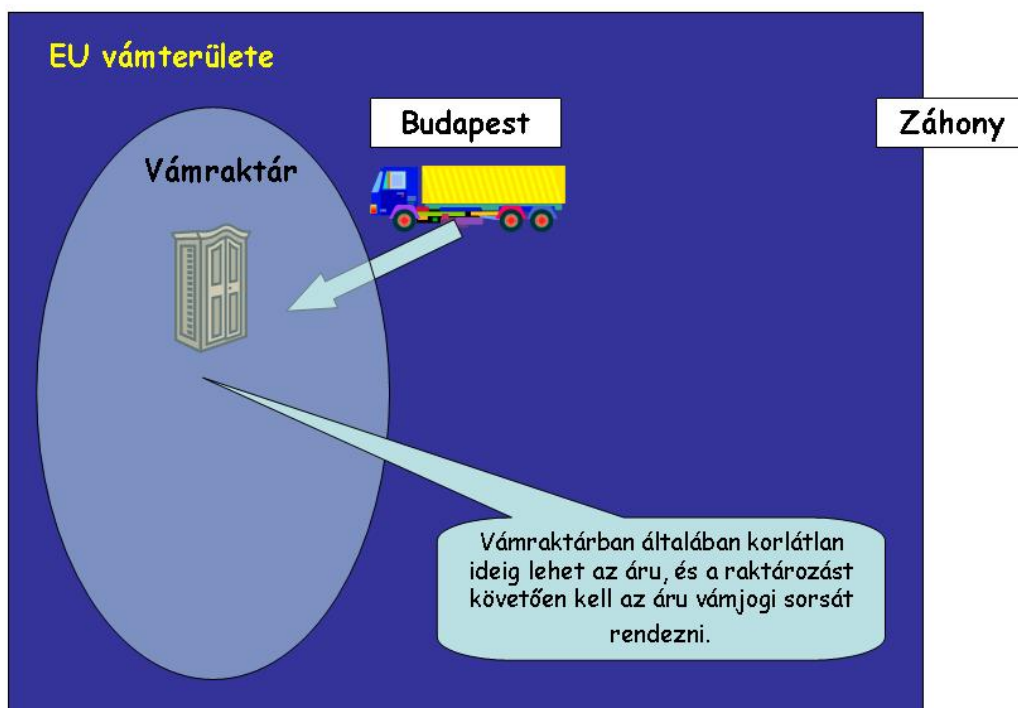 EU vámterülete
Budapest
Záhony
Vámraktár
Vámraktárban általában korlátlan
ideig lehet az áru, és a raktározást
követően kell az áru vámjogi sorsát
rendezni.